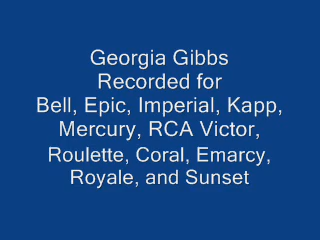 Georgia Gibbs
Recorded for
Bell, Epic, Imperial, Kapp,
Mercury, RCA Victor,
Roulette, Coral, Emarcy,
Royale, and Sunset